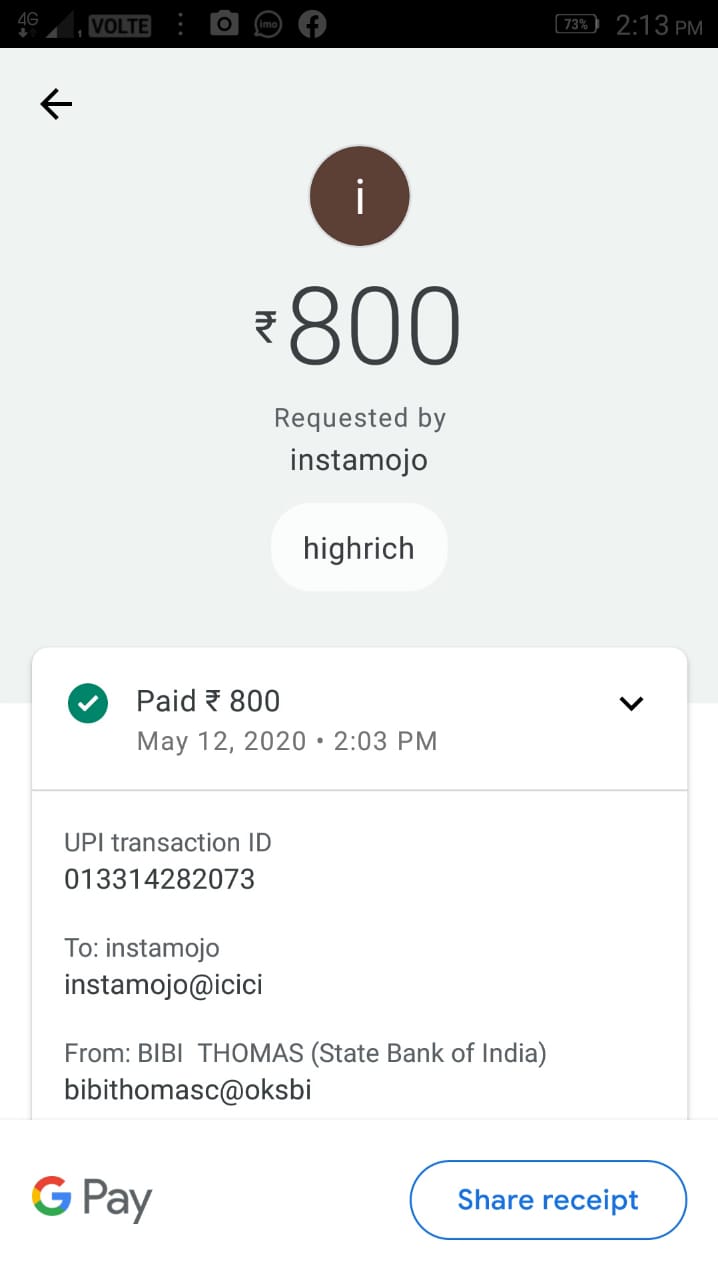 4G VOLTE imo 73% 2:13 PM
i
₹800
Requested by
instamojo
highrich
Paid ₹ 800
May 12, 2020 • 2:03 PM
UPI transaction ID
013314282073
To: instamojo
instamojo@icici
From: BIBI THOMAS (State Bank of India)
bibithomasc@oksbi
G Pay
Share receipt